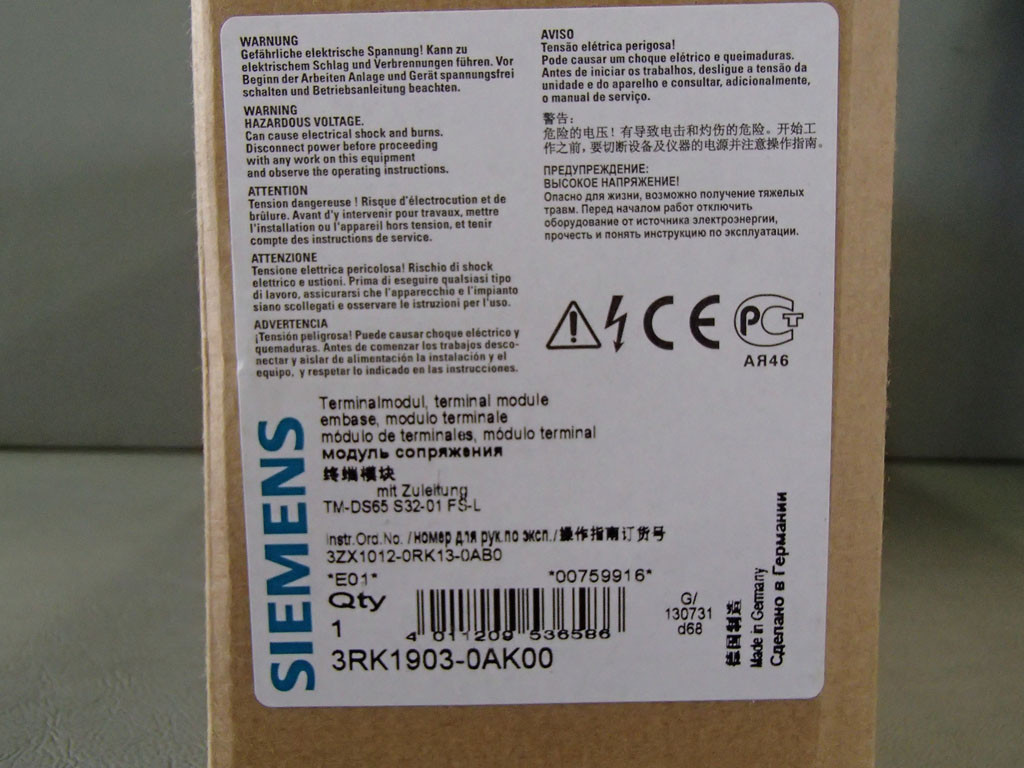 WARNUNG
Gefährliche elektrische Spannung! Kann zu
elektrischem Schlag und Verbrennungen führen. Vor
Beginn der Arbeiten Anlage und Gerät spannungsfrei
schalten und Betriebsanleitung beachten.
WARNING
HAZARDOUS VOLTAGE.
Can cause electrical shock and burns.
Disconnect power before proceeding
with any work on this equipment
and observe the operating instructions.
ATTENTION
Tension dangereuse ! Risque d'électrocution et de
brûlure. Avant d'y intervenir pour travaux, mettre
l'installation ou l'appareil hors tension, et tenir
compte des instructions de service.
ATTENZIONE
Tensione elettrica pericolosa! Rischio di shock
elettrico e ustioni. Prima di eseguire qualsiasi tipo
di lavoro, assicurarsi che l'apparecchio e l'impianto
siano scollegati e osservare le istruzioni per l'uso.
ADVERTENCIA
¡Tensión peligrosa! Puede causar choque eléctrico y
quemaduras. Antes de comenzar los trabajos desco-
nectar y aislar de alimentación la instalación y el
equipo, y respetar lo indicado en las instrucciones.
AVISO
Tensão elétrica perigosa!
Pode causar um choque elétrico e queimaduras.
Antes de iniciar os trabalhos, desligue a tensão da
unidade e do aparelho e consultar, adicionalmente,
o manual de serviço.
警告:
危险的电压! 有导致电击和灼伤的危险。开始工
作之前, 要切断设备及仪器的电源并注意操作指南。
ПРЕДУПРЕЖДЕНИЕ:
ВЫСОКОЕ НАПРЯЖЕНИЕ!
Опасно для жизни, возможно получение тяжелых
травм. Перед началом работ отключить
оборудование от источника электроэнергии,
прочесть и понять инструкцию по эксплуатации.
CE PCT
АЯ46
SIEMENS
Terminalmodul, terminal module
embase, modulo terminale
módulo de terminales, módulo terminal
модуль сопряжения
终端模块
mit Zuleitung
TM-DS65 S32-01 FS-L
Instr.Ord.No. /номер для рук.по эксп./操作指南订货号
3ZX1012-0RK13-0AB0
*E01* *00759916*
Qty
1
4 011209 536586
3RK1903-0AK00
G/
130731
d68
德国制造
Made in Germany
Сделано в Германии